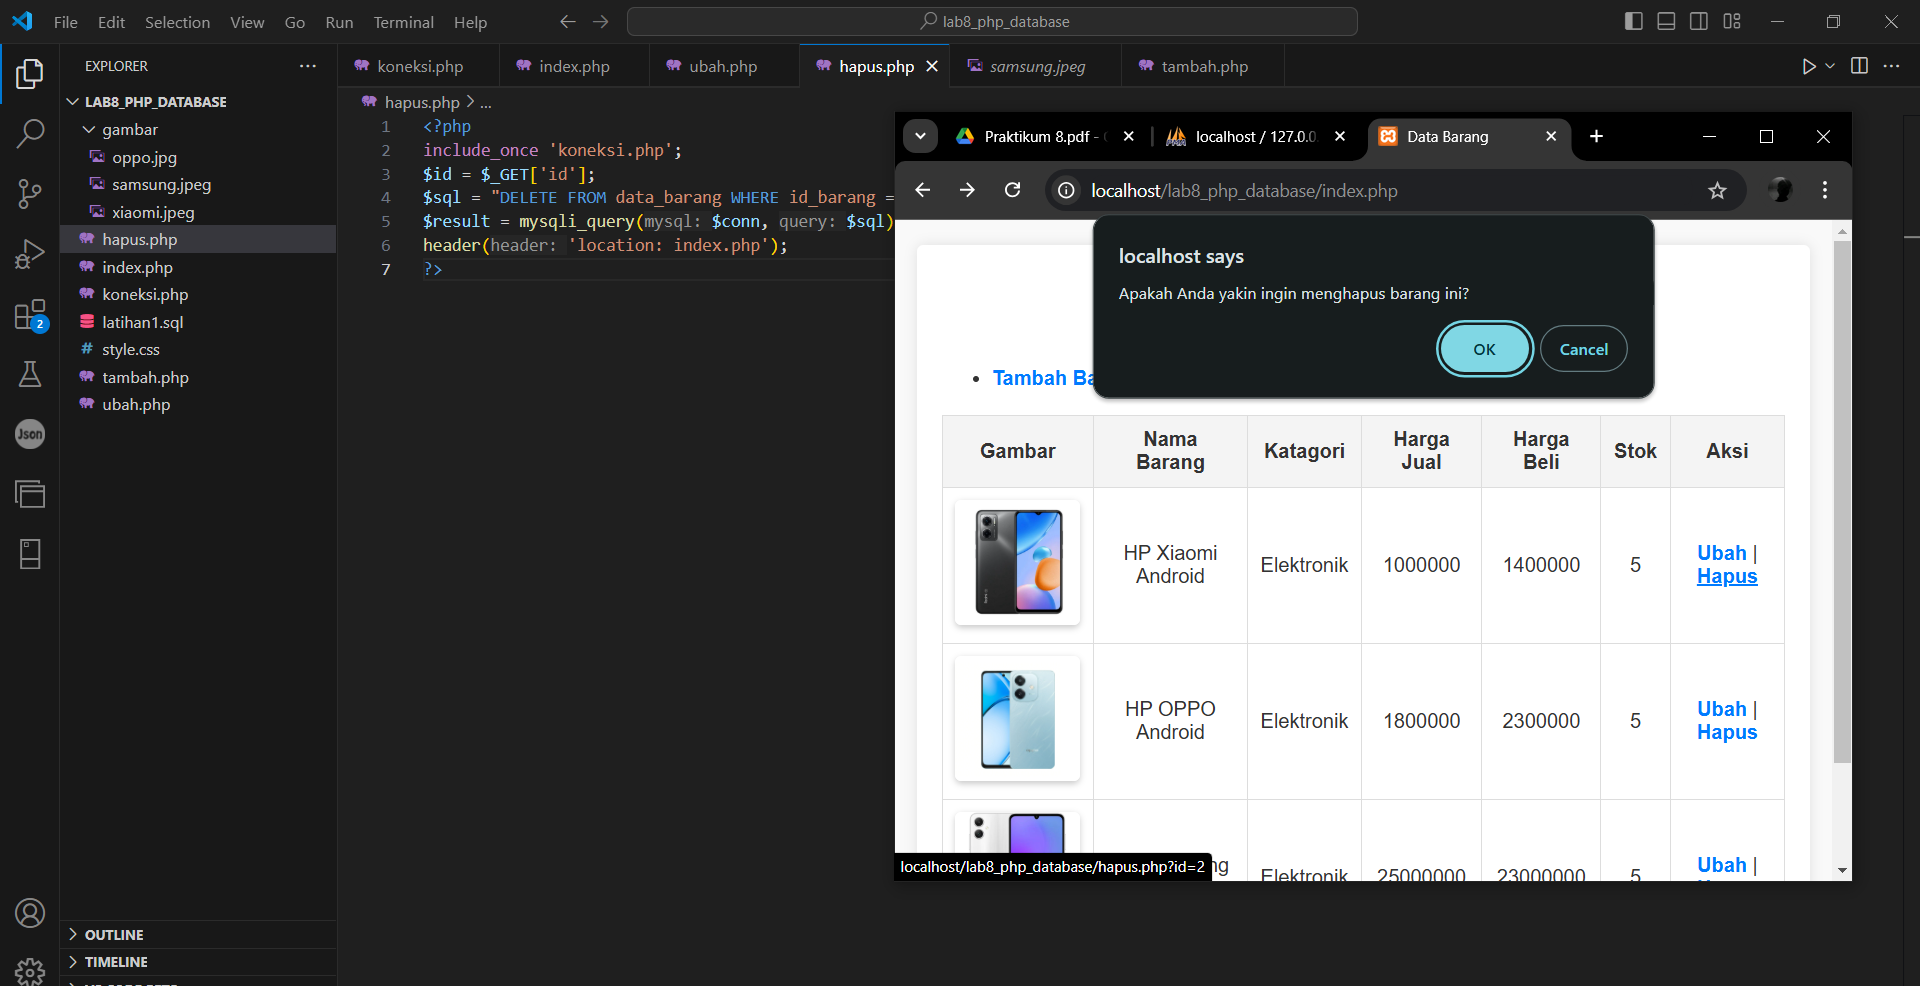 File Edit Selection View Go Run Terminal Help
lab8_php_database
EXPLORER
LAB8_PHP_DATABASE
gambar
oppo.jpg
samsung.jpeg
xiaomi.jpeg
hapus.php
index.php
koneksi.php
latihan1.sql
# style.css
tambah.php
ubah.php
2
Json
OUTLINE
TIMELINE
koneksi.php index.php ubah.php hapus.php samsung.jpeg tambah.php
hapus.php > ...
1 <?php
2 include_once 'koneksi.php';
3 $id = $_GET['id'];
4 $sql = "DELETE FROM data_barang WHERE id_barang =
5 $result = mysqli_query(mysql: $conn, query: $sql)
6 header(header: 'location: index.php');
7 ?>
Praktikum 8.pdf - localhost / 127.0.0. Data Barang
localhost/lab8_php_database/index.php
localhost says
Apakah Anda yakin ingin menghapus barang ini?
OK Cancel
Tambah Ba
Gambar Nama Barang Katagori Harga Jual Harga Beli Stok Aksi
HP Xiaomi Android Elektronik 1000000 1400000 5 Ubah | Hapus
HP OPPO Android Elektronik 1800000 2300000 5 Ubah | Hapus
ng Elektronik 25000000 23000000 5 Ubah |
localhost/lab8_php_database/hapus.php?id=2